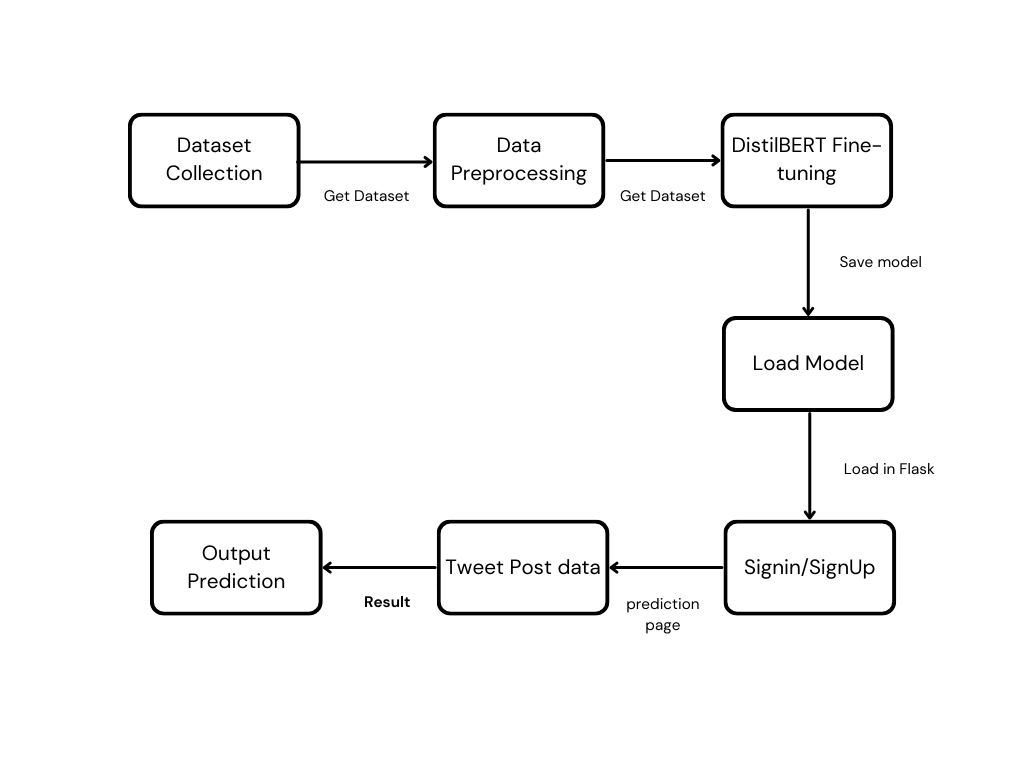 Dataset
Collection
Get Dataset
Data
Preprocessing
Get Dataset
DistilBERT Fine-
tuning
Save model
Load Model
Load in Flask
Signin/SignUp
prediction
page
Tweet Post data
Result
Output
Prediction